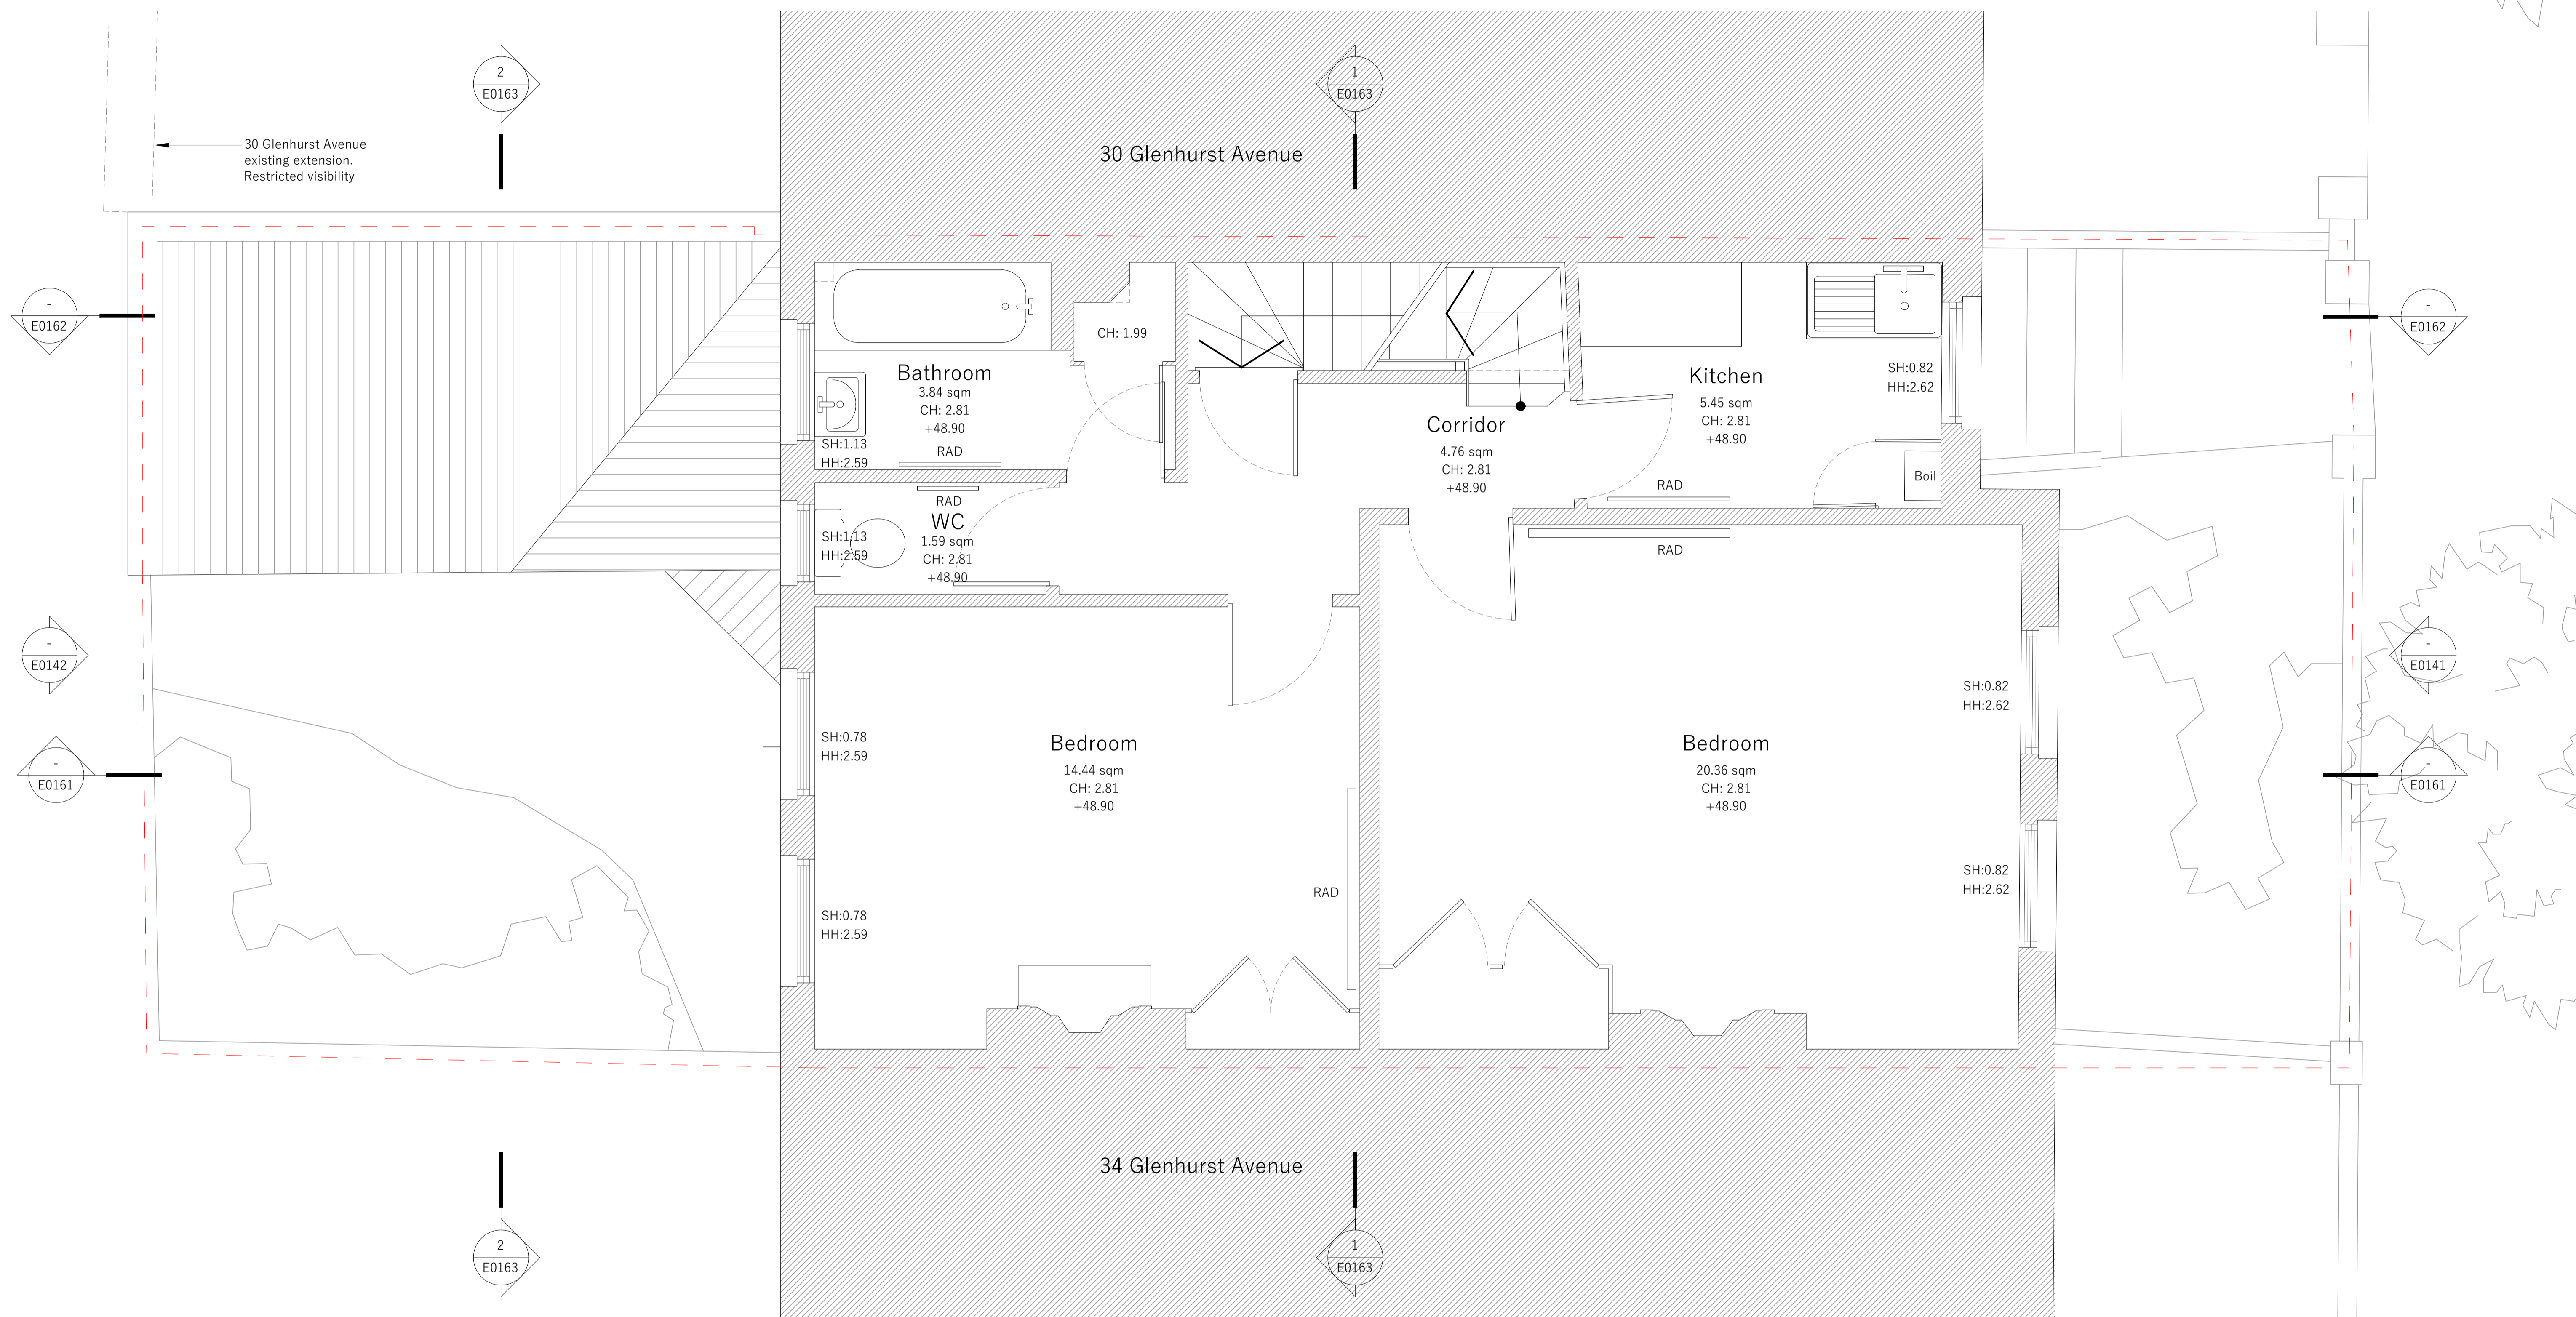 2
E0163
1
E0163
30 Glenhurst Avenue
existing extension.
Restricted visibility
30 Glenhurst Avenue
-
E0162
-
E0162
CH: 1.99
Bathroom
3.84 sqm
CH: 2.81
+48.90
RAD
SH:1.13
HH:2.59
Kitchen
5.45 sqm
CH: 2.81
+48.90
SH:0.82
HH:2.62
RAD
Boil
Corridor
4.76 sqm
CH: 2.81
+48.90
RAD
WC
1.59 sqm
CH: 2.81
+48.90
SH:1.13
HH:2.59
RAD
-
E0142
-
E0141
SH:0.82
HH:2.62
SH:0.78
HH:2.59
Bedroom
14.44 sqm
CH: 2.81
+48.90
Bedroom
20.36 sqm
CH: 2.81
+48.90
-
E0161
-
E0161
SH:0.82
HH:2.62
RAD
SH:0.78
HH:2.59
34 Glenhurst Avenue
2
E0163
1
E0163